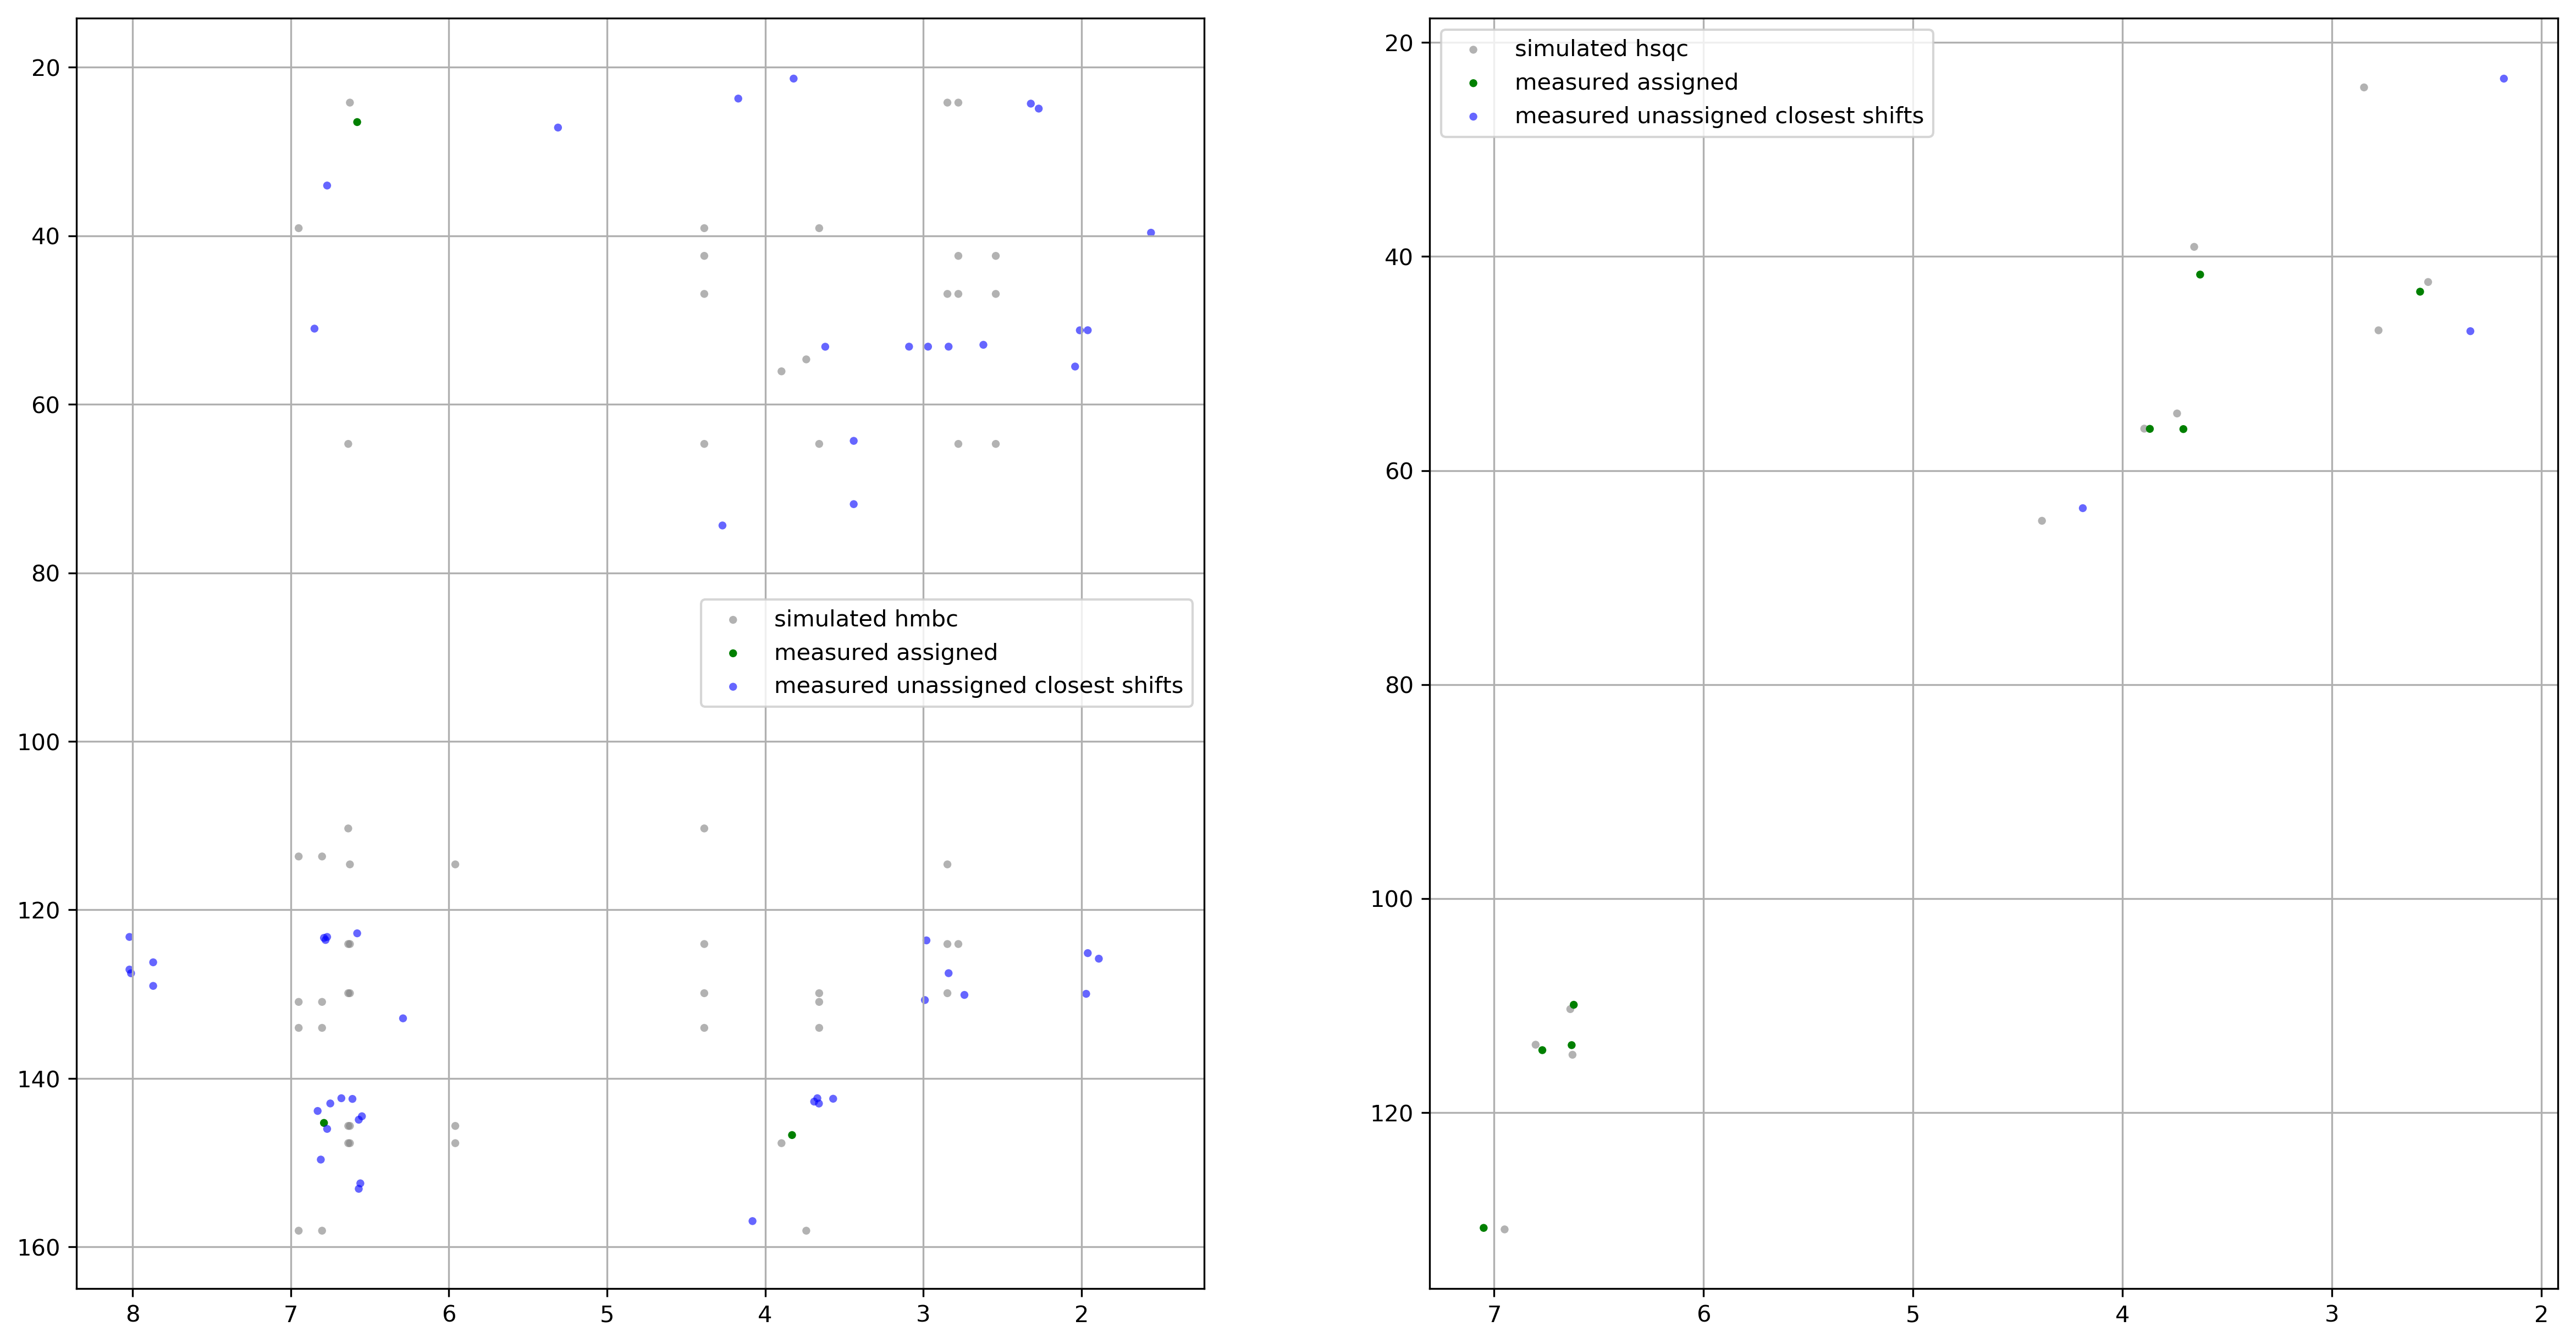 20
40
60
80
100
120
140
160
8 7 6 5 4 3 2
simulated hmbc
measured assigned
measured unassigned closest shifts
20
40
60
80
100
120
7 6 5 4 3 2
simulated hsqc
measured assigned
measured unassigned closest shifts